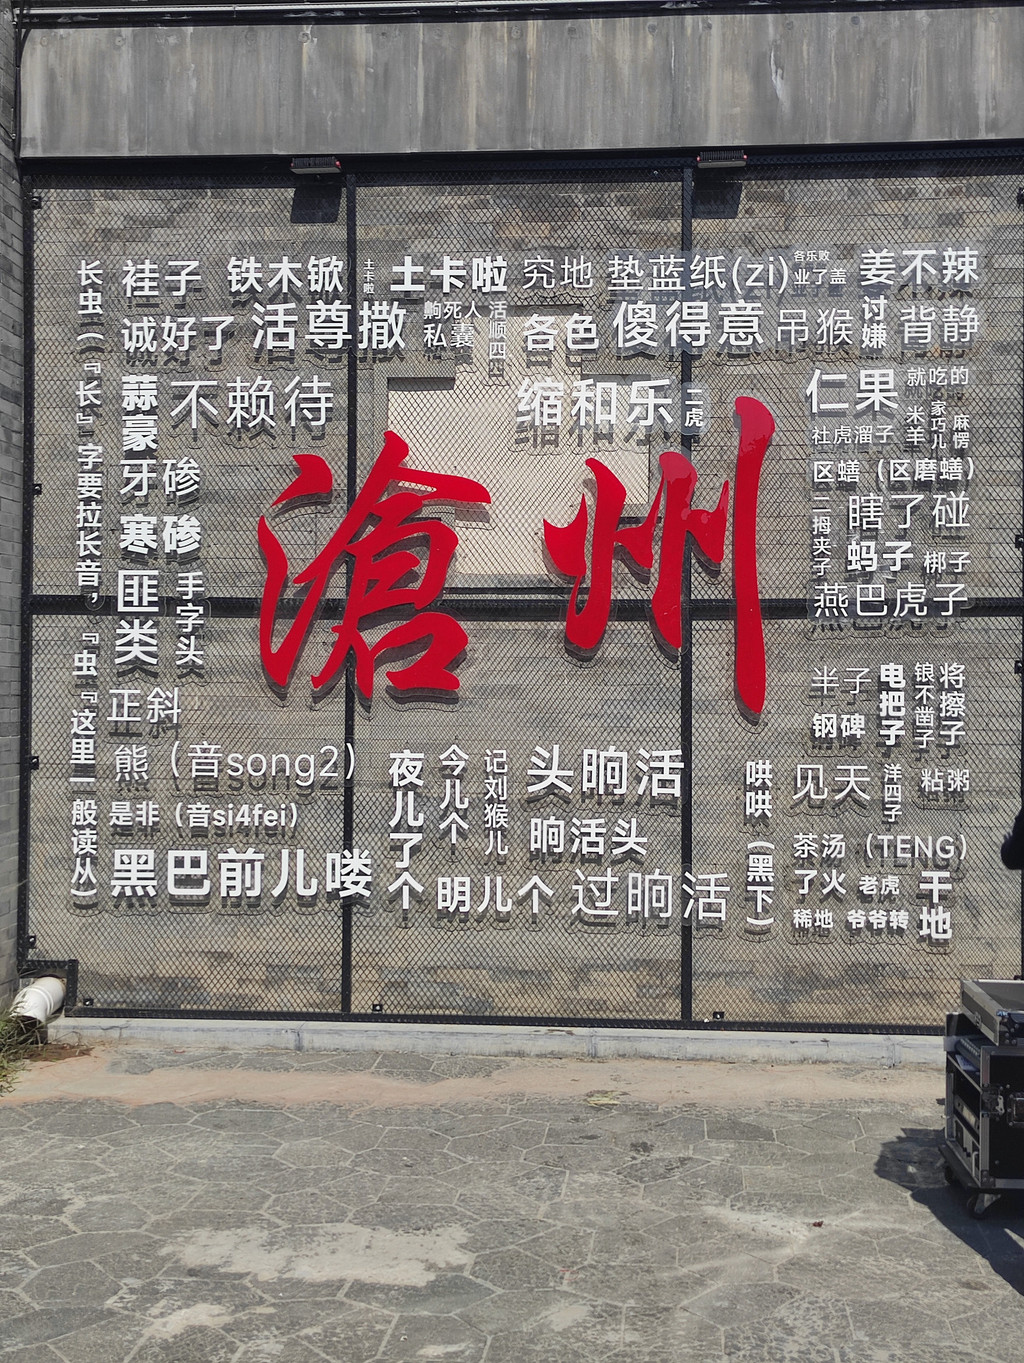 长虫（『长』字要拉长音，『虫『这里一般读从）
袿子
铁木锨
土卡啦
土卡啦
究地
垫蓝纸(zi)
各乐败
业了盖
姜不辣
诚好了
活尊撒
齁死人
私囊
活顺四五
各色
傻得意
吊猴
讨嫌
背静
蒜豪
不赖待
缩和乐
二虎
仁果
就吃的
米羊
家巧儿
麻愣
社虎溜子
牙碜
寒碜
区蟮（区磨蟮）
二拇夹子
瞎了碰
蚂子
梆子
燕巴虎子
滄州
匪类
手字头
正斜
半子
钢碑
电把子
锒不凿子
将擦子
熊（音song2）
是非（音si4fei）
黑巴前儿喽
夜儿了个
今儿个
记刘猴儿
头晌活
晌活头
明儿个
过晌活
哄哄（黑下）
见天
洋四子
粘粥
茶汤（TENG）
了火
老虎
干地
稀地
爷爷转